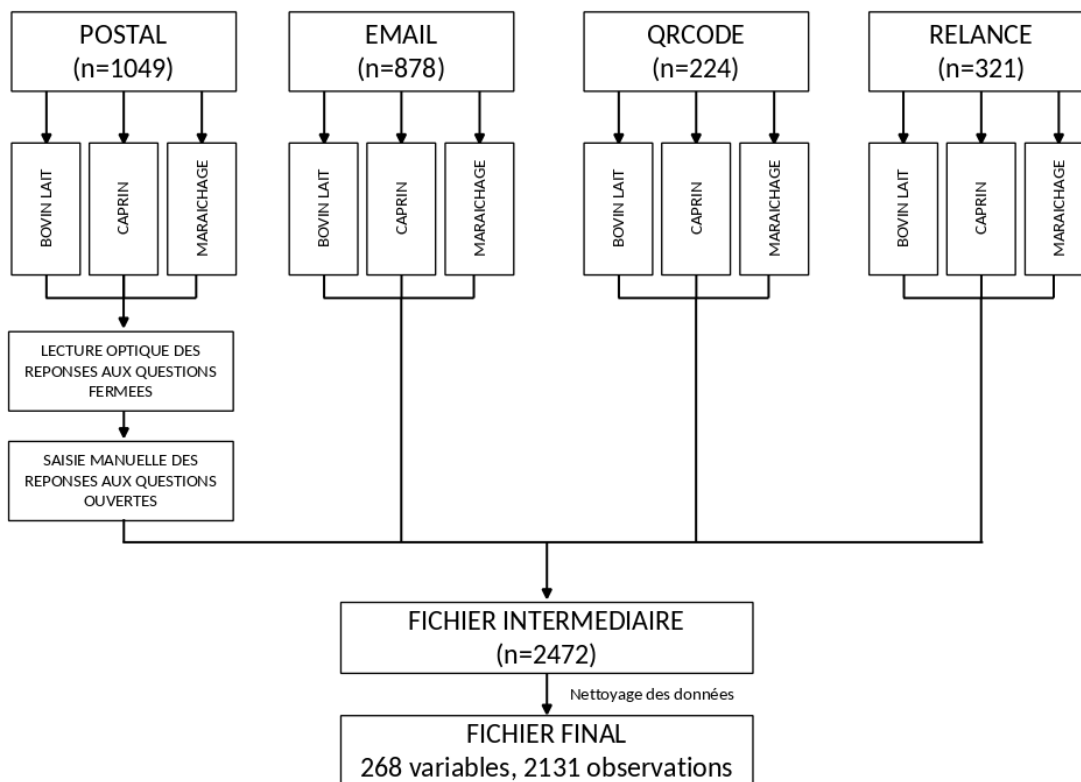 POSTAL
(n=1049)
EMAIL
(n=878)
QRCODE
(n=224)
RELANCE
(n=321)
BOVIN LAIT
CAPRIN
MARAICHAGE
BOVIN LAIT
CAPRIN
MARAICHAGE
BOVIN LAIT
CAPRIN
MARAICHAGE
BOVIN LAIT
CAPRIN
MARAICHAGE
LECTURE OPTIQUE DES
REPONSES AUX QUESTIONS
FERMEES
SAISIE MANUELLE DES
REPONSES AUX QUESTIONS
OUVERTES
FICHIER INTERMEDIAIRE
(n=2472)
Nettoyage des données
FICHIER FINAL
268 variables, 2131 observations